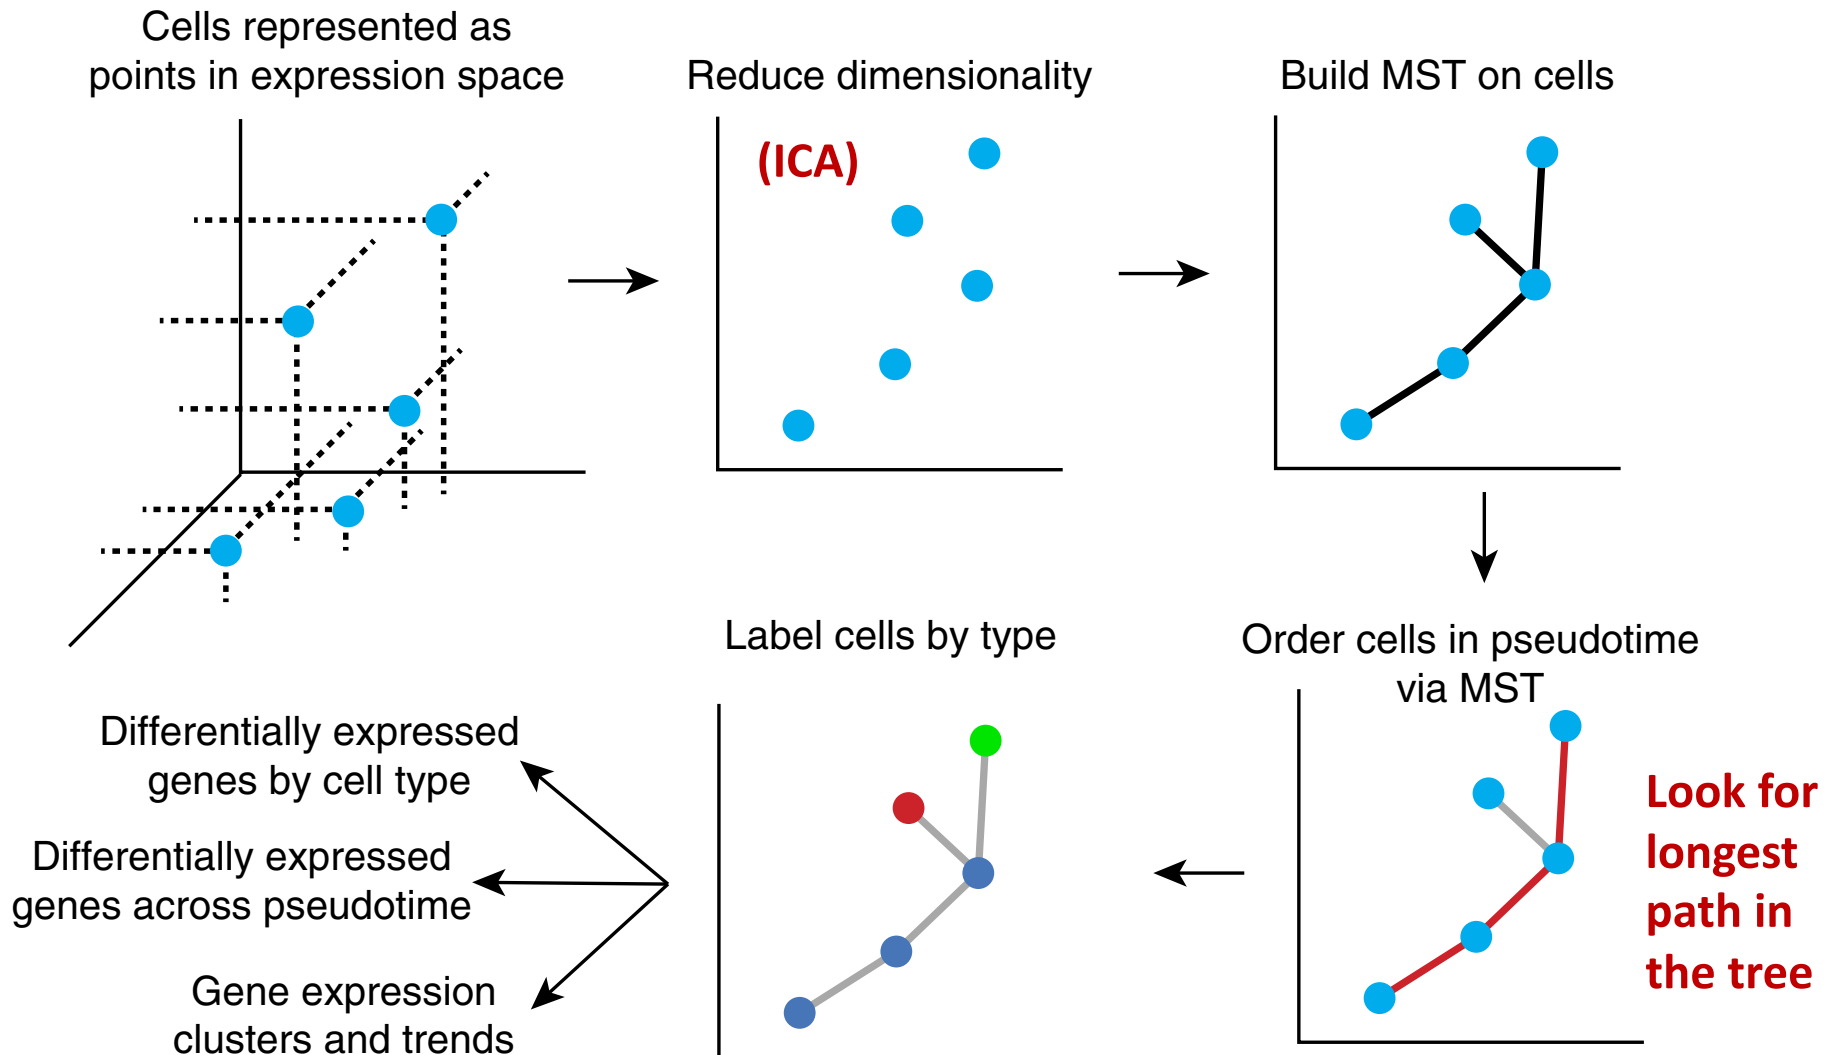 Cells represented as
points in expression space
Reduce dimensionality
(ICA)
Build MST on cells
Order cells in pseudotime
via MST
Look for
longest
path in
the tree
Label cells by type
Differentially expressed
genes by cell type
Differentially expressed
genes across pseudotime
Gene expression
clusters and trends